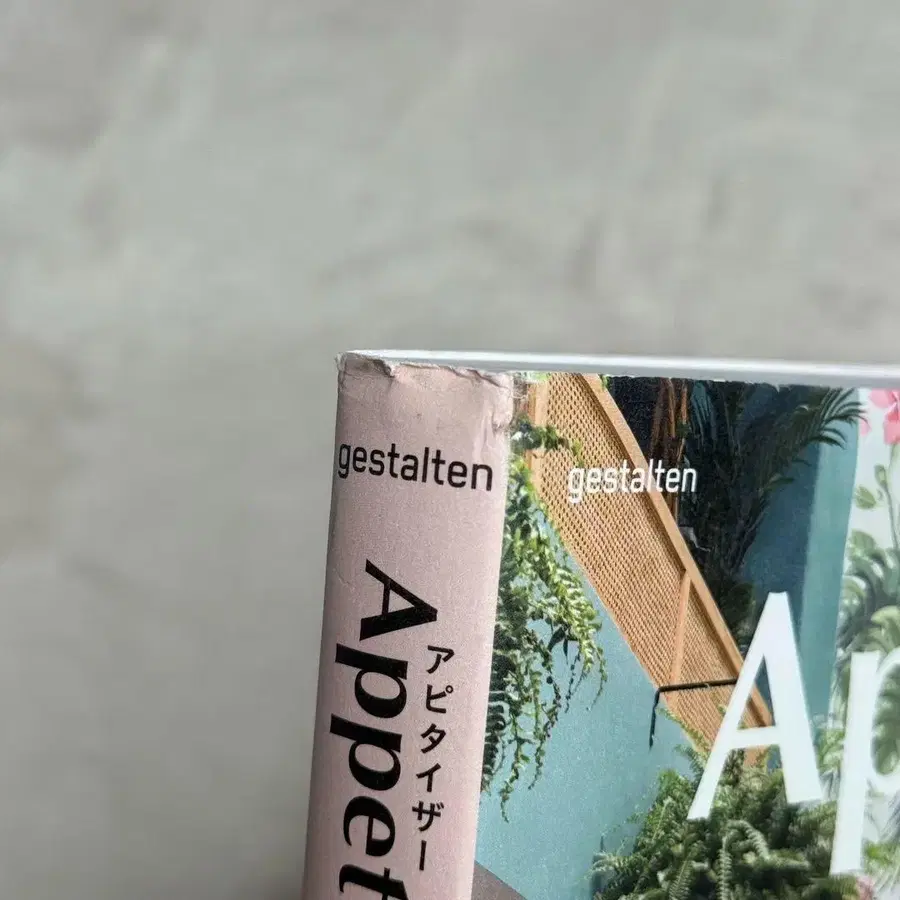 gestalten
Appet
アピタイザー
gestalten
Ap